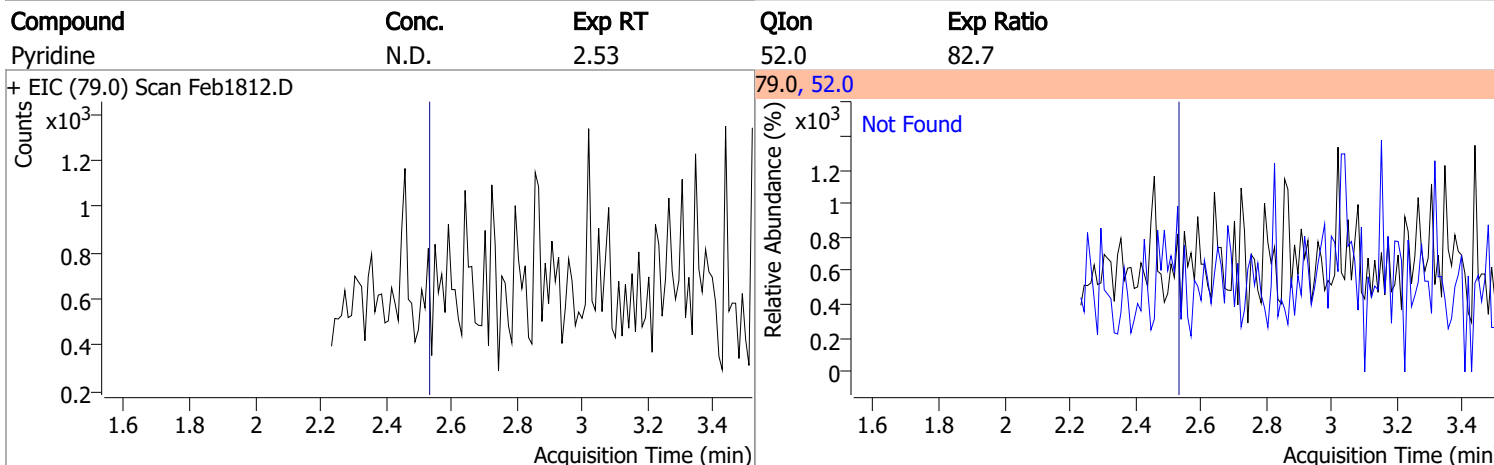 Compound Conc. Exp RT QIon Exp Ratio
Pyridine N.D. 2.53 52.0 82.7
+ EIC (79.0) Scan Feb1812.D
Counts
x10³
1.2
1
0.8
0.6
0.4
0.2
1.6 1.8 2 2.2 2.4 2.6 2.8 3 3.2 3.4
Acquisition Time (min)
79.0, 52.0
Relative Abundance (%)
x10³
Not Found
1.2
1
0.8
0.6
0.4
0.2
0
1.6 1.8 2 2.2 2.4 2.6 2.8 3 3.2 3.4
Acquisition Time (min